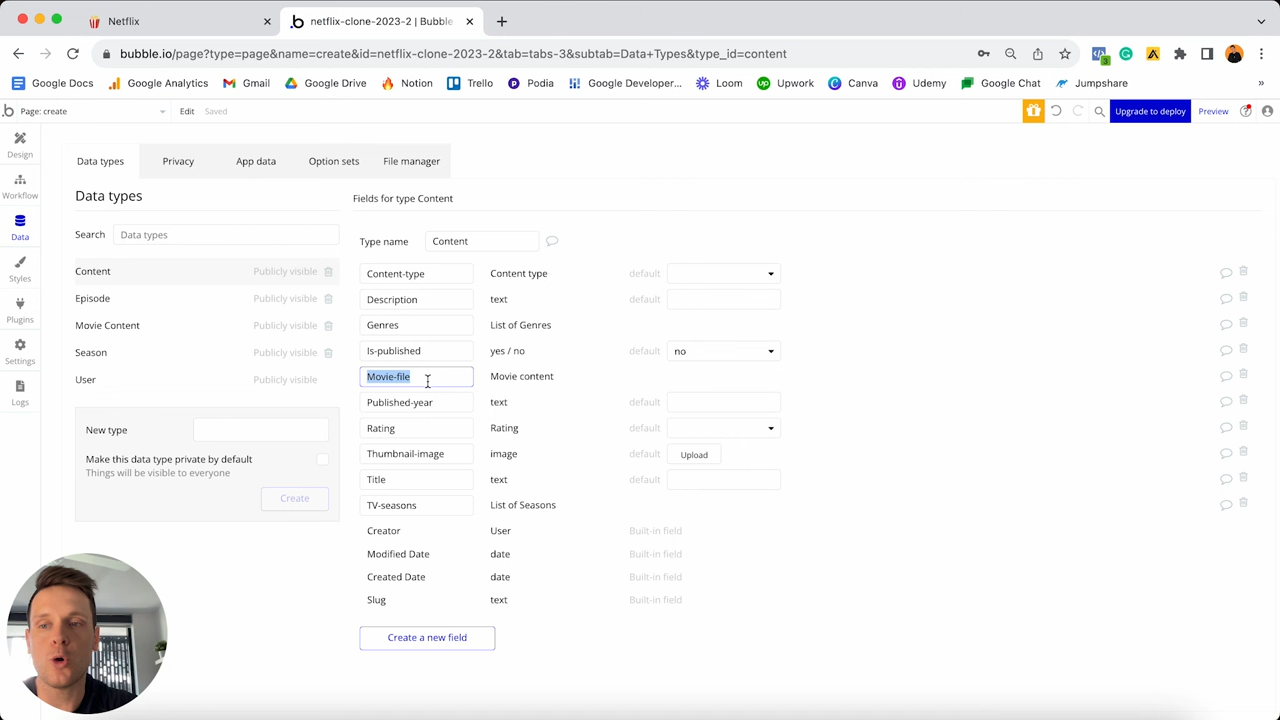 Netflix
netflix-clone-2023-2 | Bubble
bubble.io/page?type=page&name=create&id=netflix-clone-2023-2&tab=tabs-3&subtab=Data+Types&type_id=content
3
Google Docs Google Analytics Gmail Google Drive Notion Trello Podia Google Developer... Loom Upwork Canva Udemy Google Chat Jumpshare
Page: create Edit Saved Upgrade to deploy Preview
Design
Workflow
Data
Styles
Plugins
Settings
Logs
Data types Privacy App data Option sets File manager
Data types
Search Data types
Content Publicly visible
Episode Publicly visible
Movie Content Publicly visible
Season Publicly visible
User Publicly visible
New type
Make this data type private by default
Things will be visible to everyone
Create
Fields for type Content
Type name Content
Content-type Content type default
Description text default
Genres List of Genres
Is-published yes / no default no
Movie-file Movie content
Published-year text default
Rating Rating default
Thumbnail-image image default Upload
Title text default
TV-seasons List of Seasons
Creator User Built-in field
Modified Date date Built-in field
Created Date date Built-in field
Slug text Built-in field
Create a new field